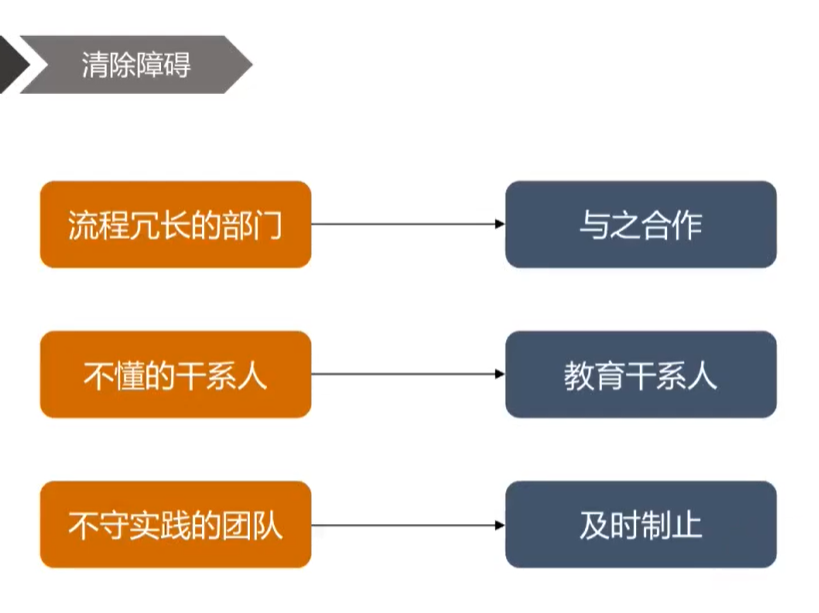 清除障碍
流程冗长的部门
与之合作
不懂的干系人
教育干系人
不守实践的团队
及时制止